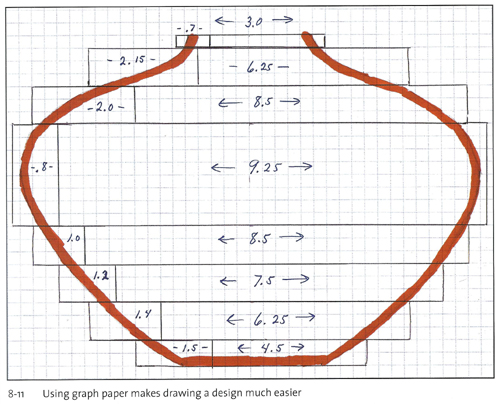 -.7- ← 3.0 →
-2.15- -6.25-
-2.0- ← 8.5 →
-.8- ← 9.25 →
1.0 ← 8.5 →
1.2 ← 7.5 →
1.4 ← 6.25 →
-1.5- ← 4.5 →
8-11 Using graph paper makes drawing a design much easier